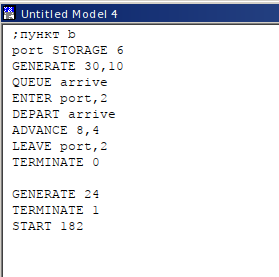 Untitled Model 4
;пункт b
port STORAGE 6
GENERATE 30,10
QUEUE arrive
ENTER port,2
DEPART arrive
ADVANCE 8,4
LEAVE port,2
TERMINATE 0
GENERATE 24
TERMINATE 1
START 182